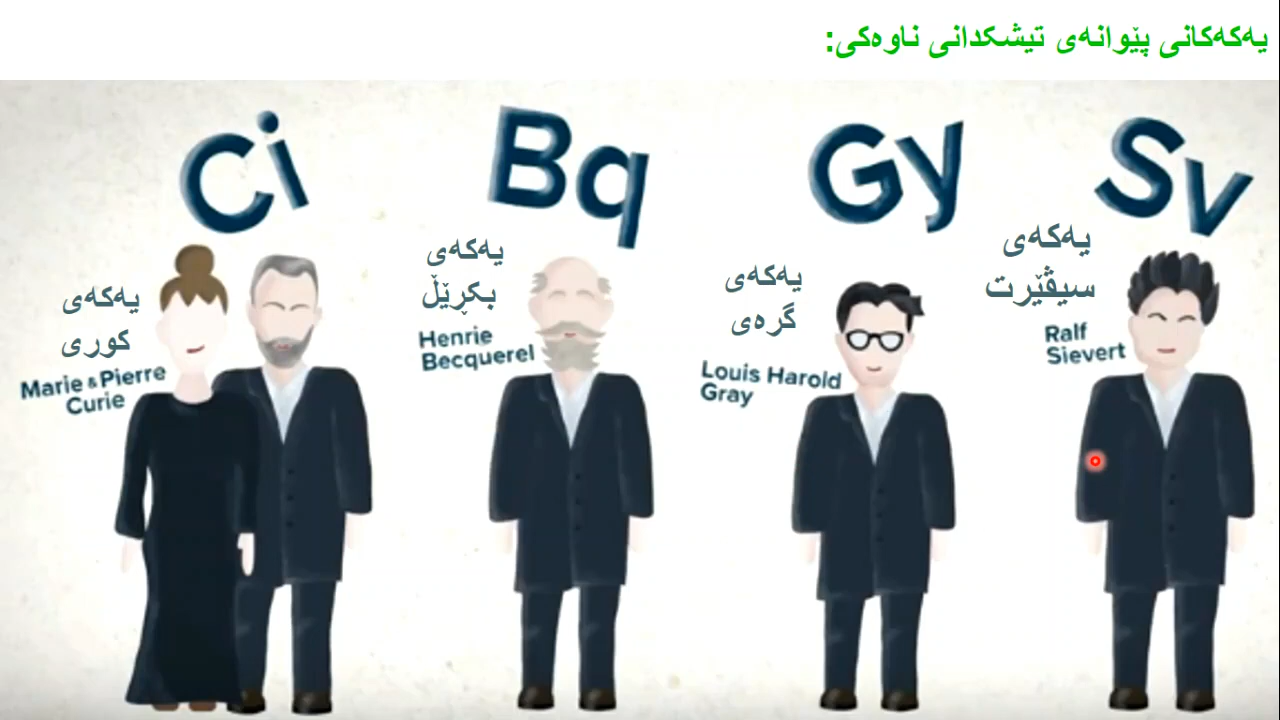 یەکەکانی پێوانەی تیشکدانی ناوەکی:
Ci
یەکەی
کوری
Marie & Pierre
Curie
Bq
یەکەی
بکڕێڵ
Henrie
Becquerel
Gy
یەکەی
گرەی
Louis Harold
Gray
Sv
یەکەی
سیڤێرت
Ralf
Sievert